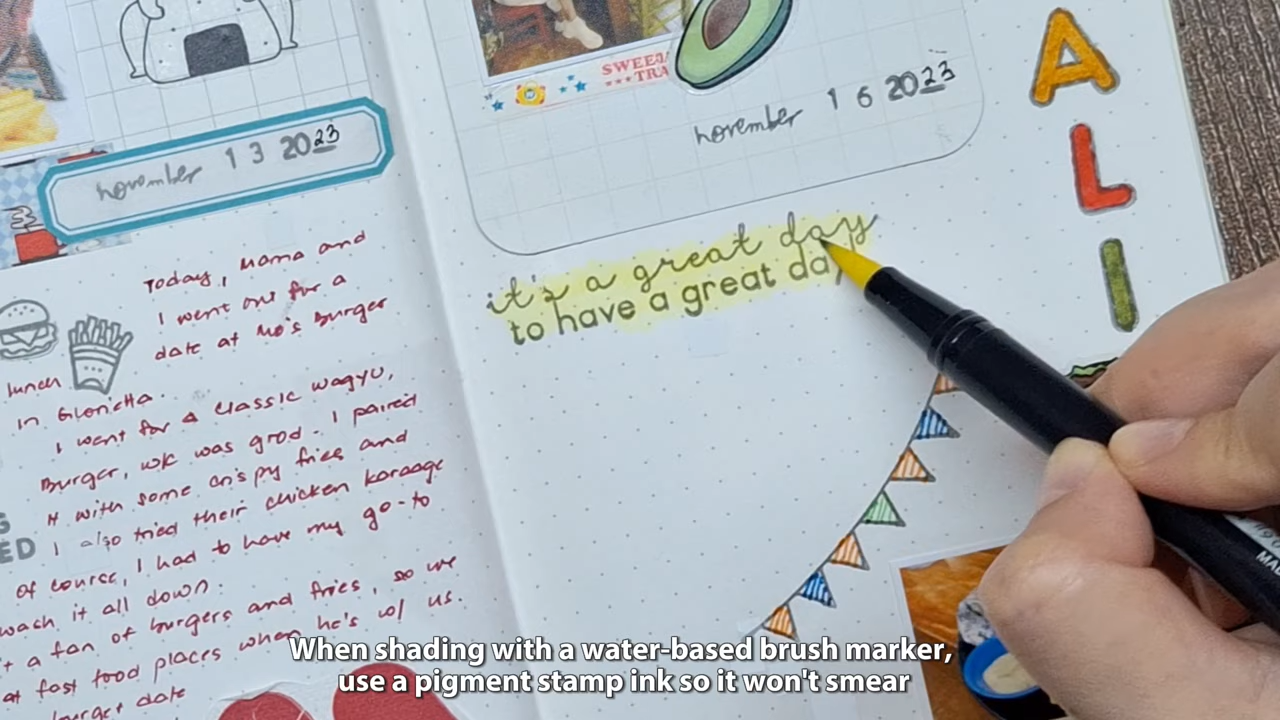 november 13 2023
Today, Mama and
I went out for a
date at Mo's Burger
in Glorietta.
I went for a classic wagyu
Burger, w/c was good. I paired
it with some crispy fries and
I also tried their chicken karaage
of course, I had to have my go-to
wash it all down.
a fan of burgers and fries, so we
at fast food places when he's w/ us.
lunch
burger date
ED
SWEET
TRA
november 16 2023
it's a great day
to have a great day
A
L
I
MA
When shading with a water-based brush marker,
use a pigment stamp ink so it won't smear